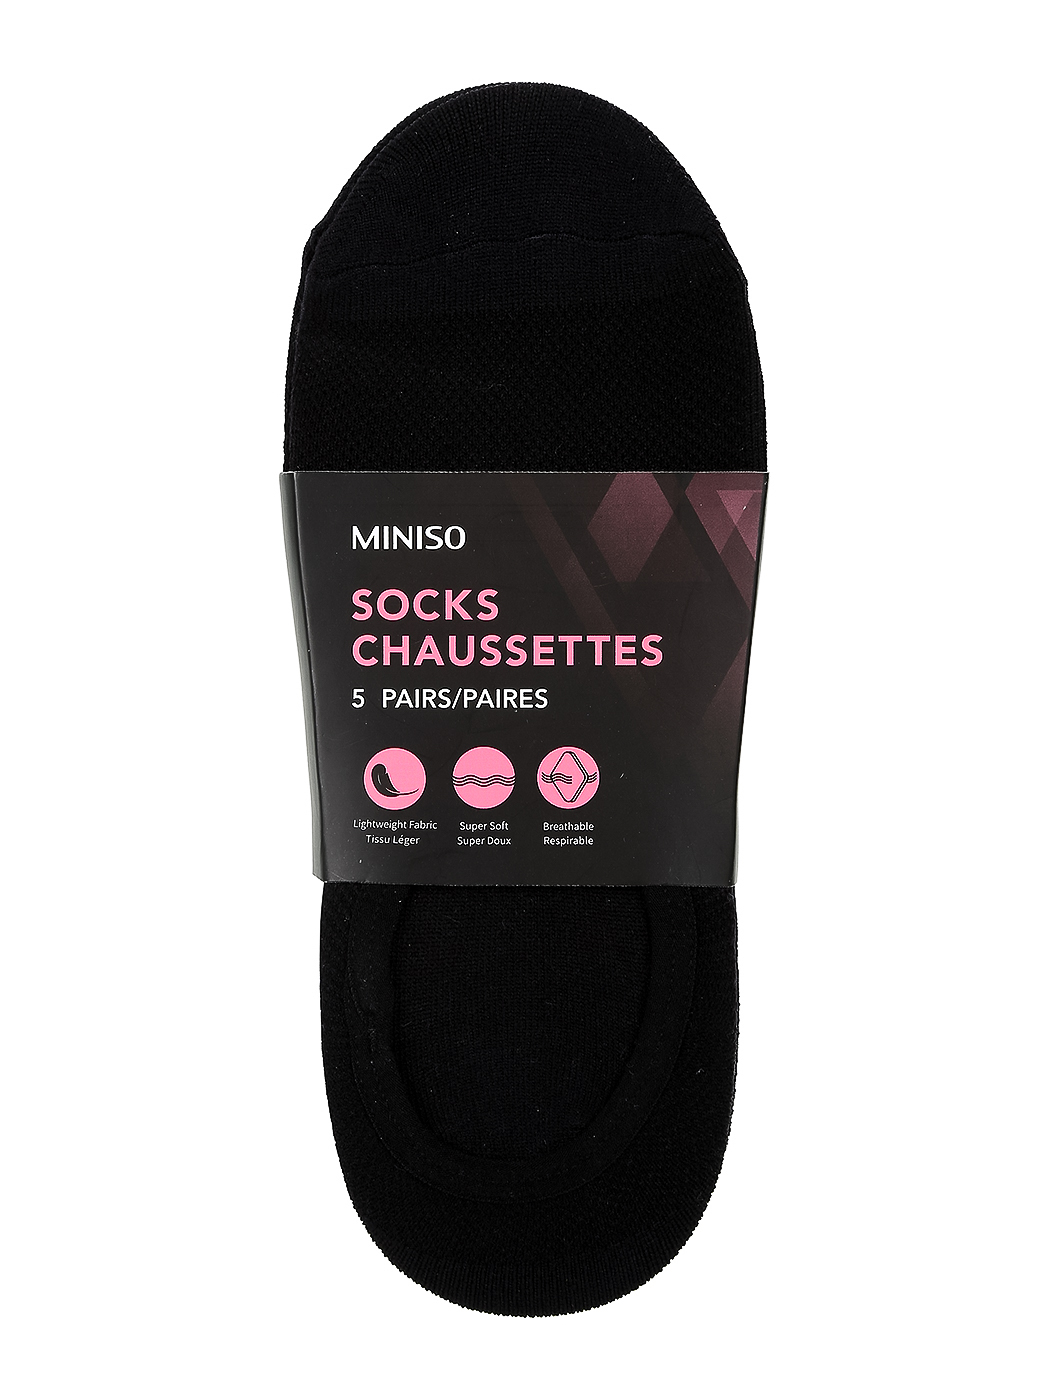 MINISO
SOCKS
CHAUSSETTES
5 PAIRS/PAIRES
Lightweight Fabric
Tissu Léger
Super Soft
Super Doux
Breathable
Respirable